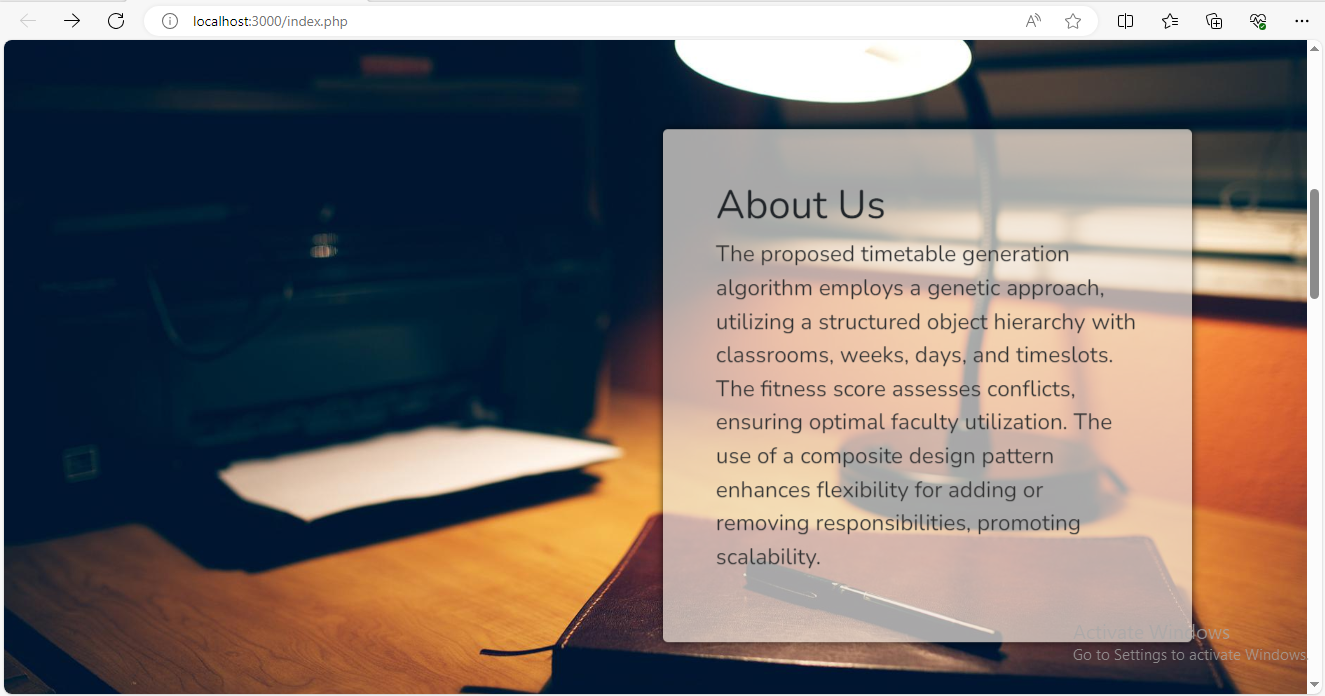 localhost:3000/index.php
About Us
The proposed timetable generation
algorithm employs a genetic approach,
utilizing a structured object hierarchy with
classrooms, weeks, days, and timeslots.
The fitness score assesses conflicts,
ensuring optimal faculty utilization. The
use of a composite design pattern
enhances flexibility for adding or
removing responsibilities, promoting
scalability.
Activate Windows
Go to Settings to activate Windows